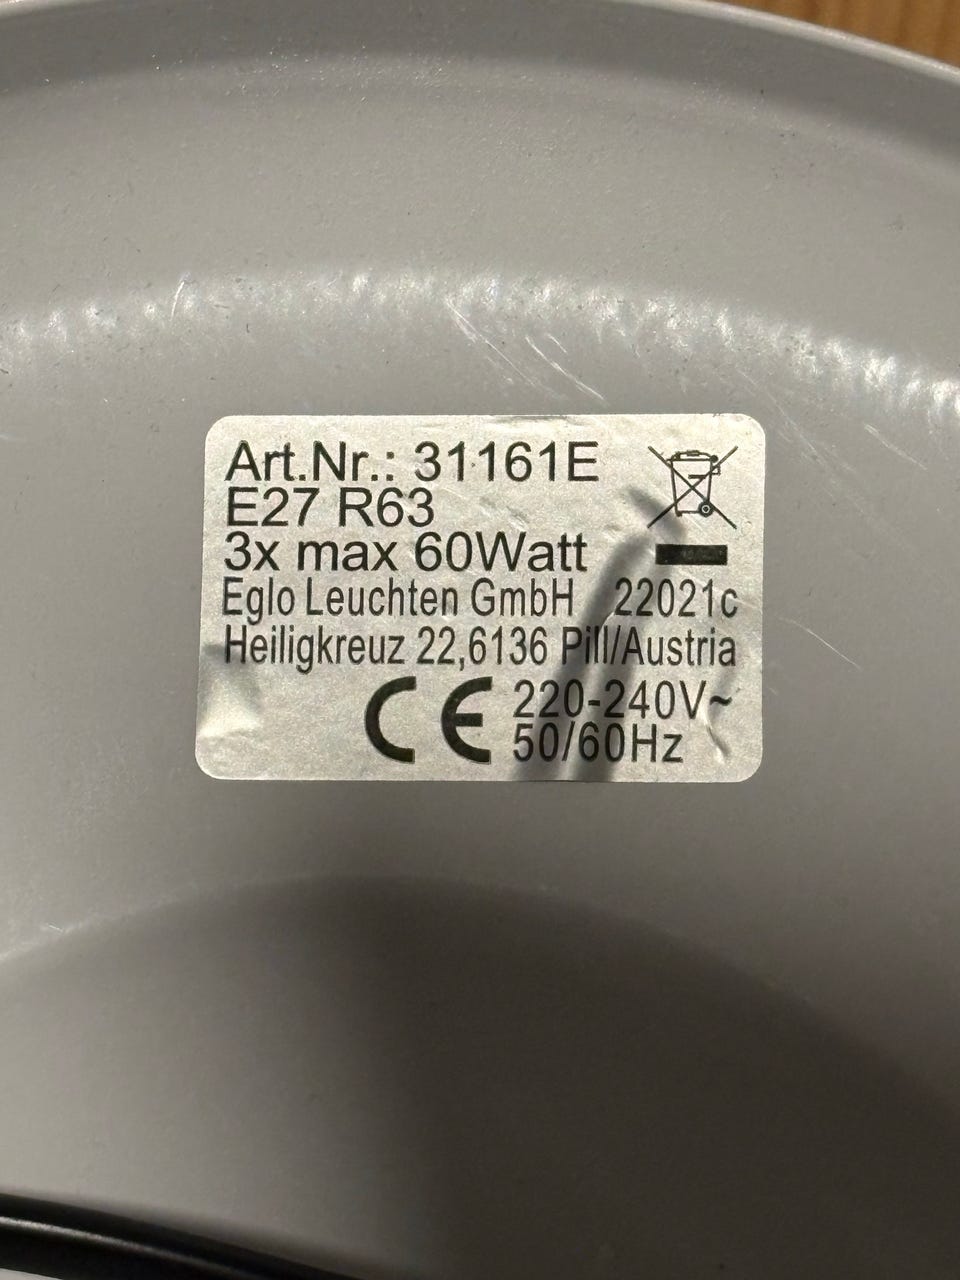 Art.Nr.: 31161E
E27 R63
3x max 60Watt
Eglo Leuchten GmbH 22021c
Heiligkreuz 22,6136 Pill/Austria
CE 220-240V~
50/60Hz